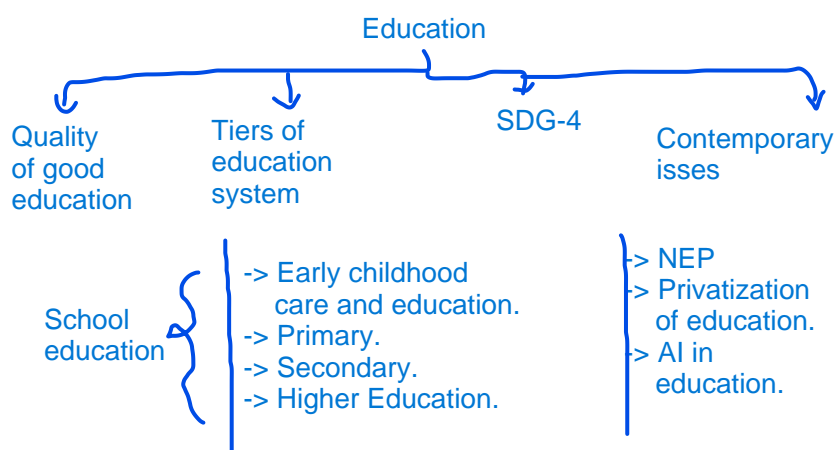 Education
Quality
of good
education
Tiers of
education
system
SDG-4
Contemporary
isses
School
education
-> Early childhood
care and education.
-> Primary.
-> Secondary.
-> Higher Education.
-> NEP
-> Privatization
of education.
-> AI in
education.